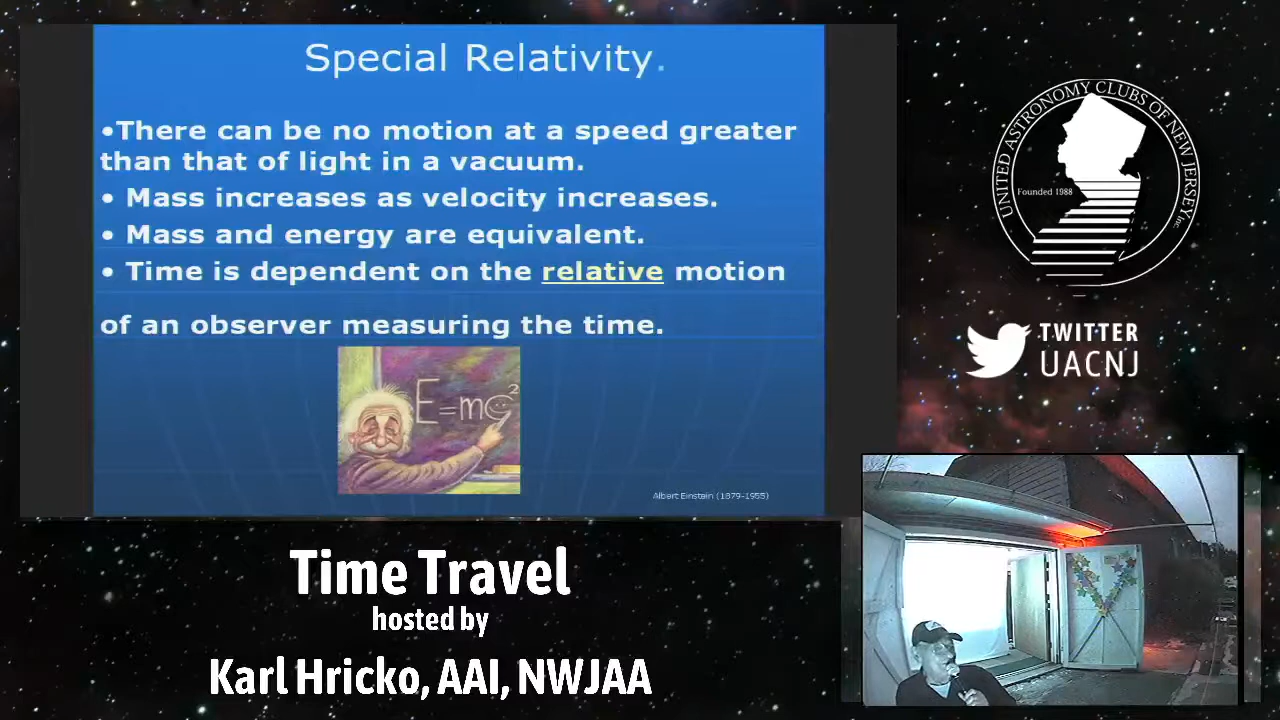 Special Relativity.
•There can be no motion at a speed greater
than that of light in a vacuum.
• Mass increases as velocity increases.
• Mass and energy are equivalent.
• Time is dependent on the relative motion
of an observer measuring the time.
E=mc²
Albert Einstein (1879-1955)
UNITED ASTRONOMY CLUBS OF NEW JERSEY Inc.
Founded 1988
TWITTER
UACNJ
Time Travel
hosted by
Karl Hricko, AAI, NWJAA